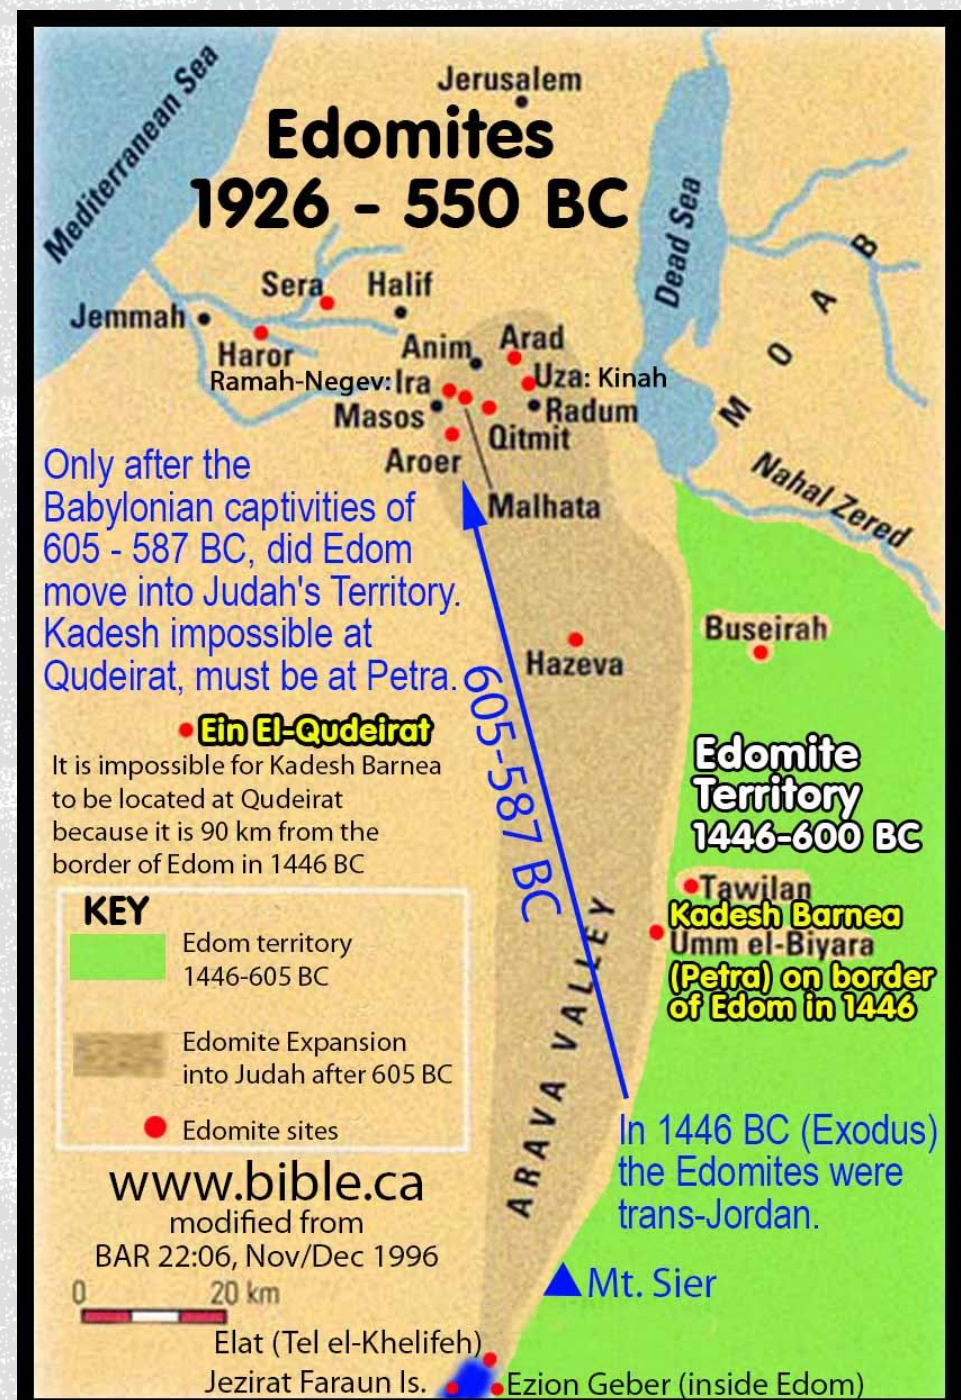 Jerusalem
Edomites
1926 - 550 BC
Mediterranean Sea
Dead Sea
MOAB
Sera
Halif
Jemmah
Haror
Anim
Arad
Ramah-Negev: Ira
Uza: Kinah
Masos
Radum
Qitmit
Aroer
Malhata
Nahal Zered
Only after the
Babylonian captivities of
605 - 587 BC, did Edom
move into Judah's Territory.
Kadesh impossible at
Qudeirat, must be at Petra.
605-587 BC
Hazeva
Buseirah
Ein El-Qudeirat
It is impossible for Kadesh Barnea
to be located at Qudeirat
because it is 90 km from the
border of Edom in 1446 BC
Edomite
Territory
1446-600 BC
Tawilan
Kadesh Barnea
Umm el-Biyara
(Petra) on border
of Edom in 1446
KEY
Edom territory
1446-605 BC
Edomite Expansion
into Judah after 605 BC
Edomite sites
ARAVA VALLEY
In 1446 BC (Exodus)
the Edomites were
trans-Jordan.
www.bible.ca
modified from
BAR 22:06, Nov/Dec 1996
0 20 km
Mt. Sier
Elat (Tel el-Khelifeh)
Jezirat Faraun Is.
Ezion Geber (inside Edom)